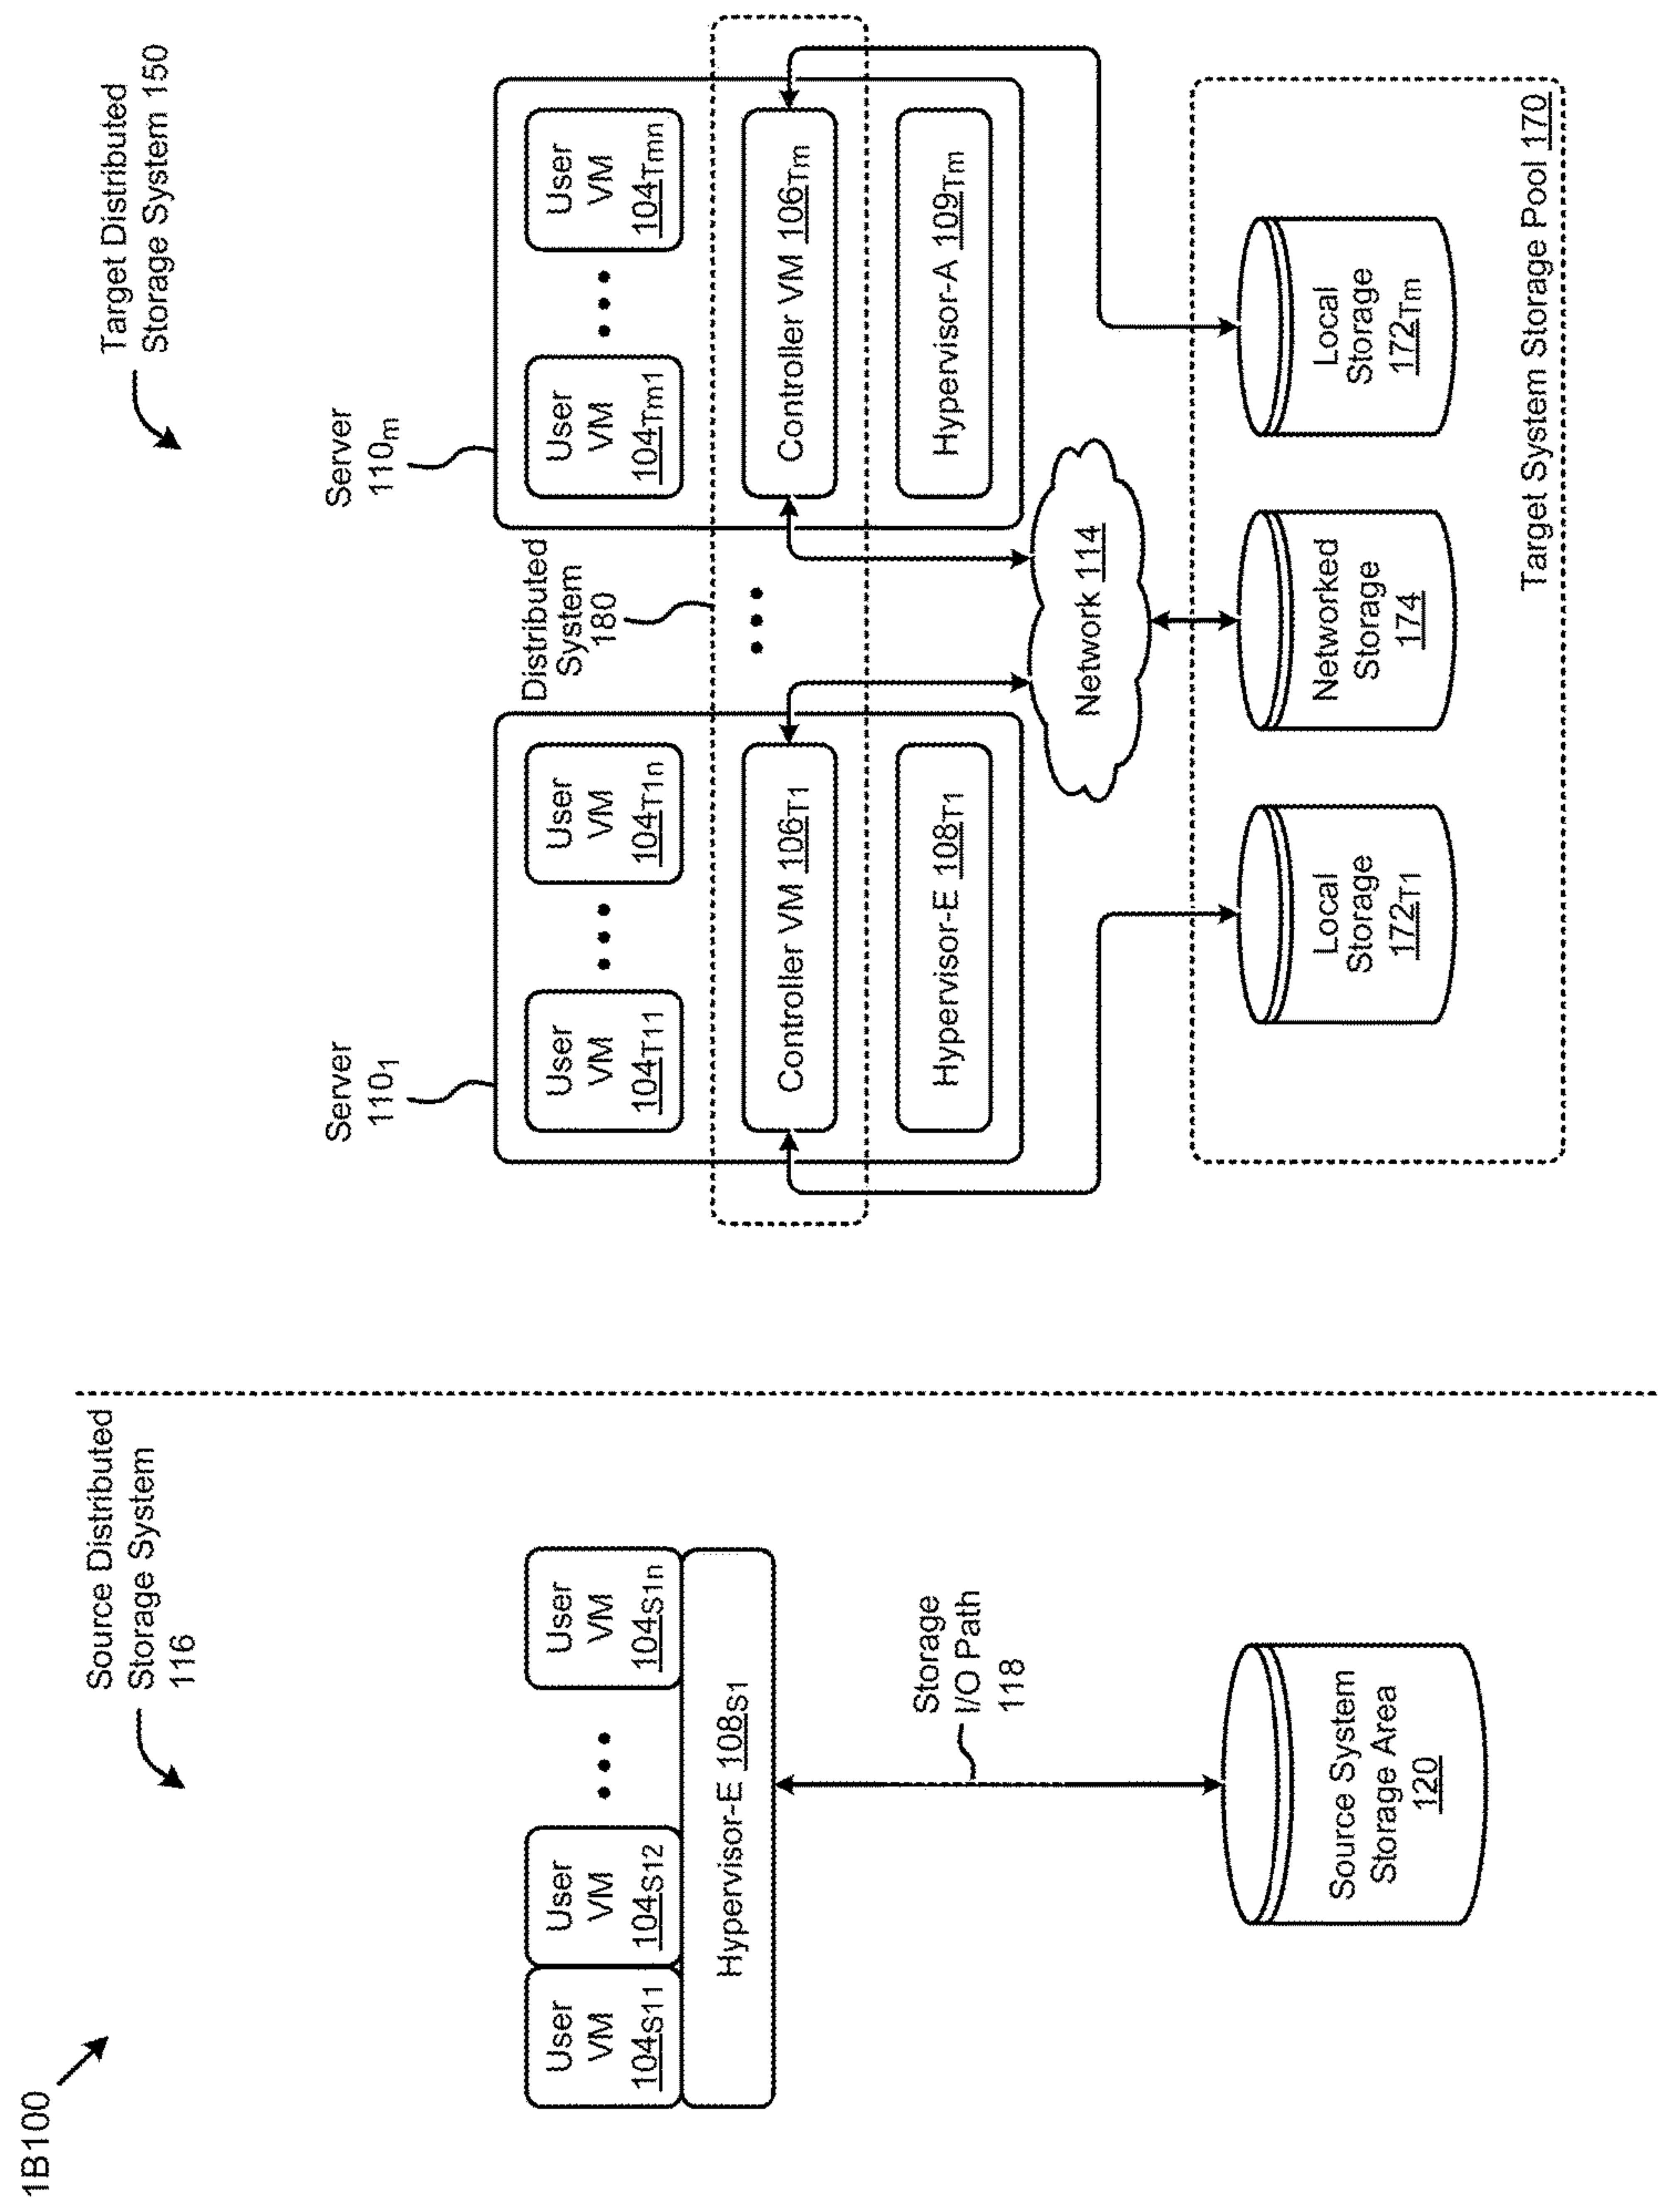 1B100
Source Distributed
Storage System
116
User
VM
104S11
User
VM
104S12
User
VM
104S1n
Hypervisor-E 108S1
Storage
I/O Path
118
Source System
Storage Area
120
Target Distributed
Storage System 150
Server
1101
Server
110m
User
VM
104T11
User
VM
104T1n
User
VM
104Tm1
User
VM
104Tmn
Distributed
System
180
Controller VM 106T1
Controller VM 106Tm
Hypervisor-E 108T1
Hypervisor-A 109Tm
Network 114
Local
Storage
172T1
Networked
Storage
174
Local
Storage
172Tm
Target System Storage Pool 170